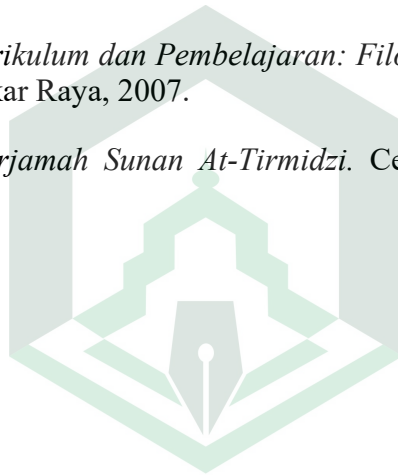 rikulum dan Pembelajaran: Filo
kar Raya, 2007.
rjamah Sunan At-Tirmidzi. Ce